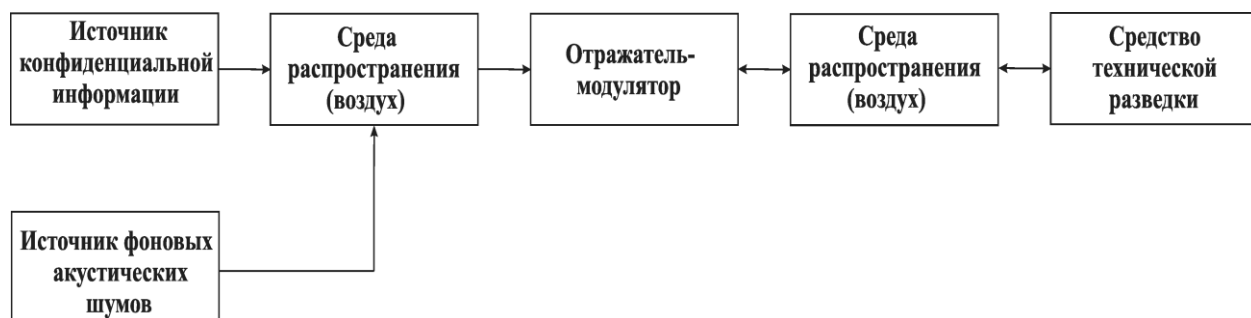 Источник
конфиденциальной
информации
Среда
распространения
(воздух)
Отражатель-
модулятор
Среда
распространения
(воздух)
Средство
технической
разведки
Источник фоновых
акустических
шумов